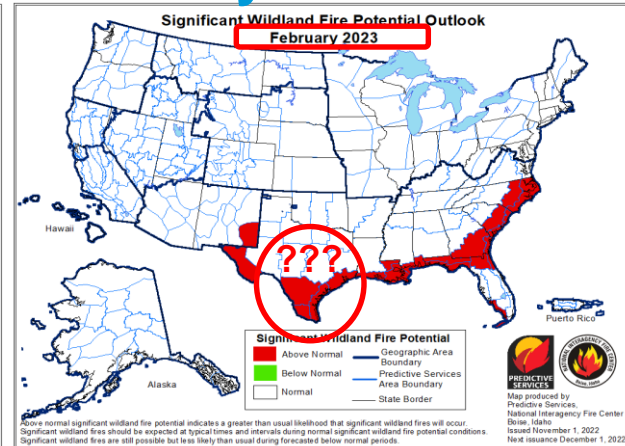 Significant Wildland Fire Potential Outlook
February 2023
Hawaii
???
Alaska
Puerto Rico
Significant Wildland Fire Potential
Above Normal
Below Normal
Normal
Geographic Area
Boundary
Predictive Services
Area Boundary
State Border
PREDICTIVE
SERVICES
NATIONAL INTERAGENCY FIRE CENTER
Boise, Idaho
Map produced by
Predictive Services,
National Interagency Fire Center
Boise, Idaho
Issued November 1, 2022
Next issuance December 1, 2022
Above normal significant wildland fire potential indicates a greater than usual likelihood that significant wildland fires will occur.
Significant wildland fires should be expected at typical times and intervals during normal significant wildland fire potential conditions.
Significant wildland fires are still possible but less likely than usual during forecasted below normal periods.